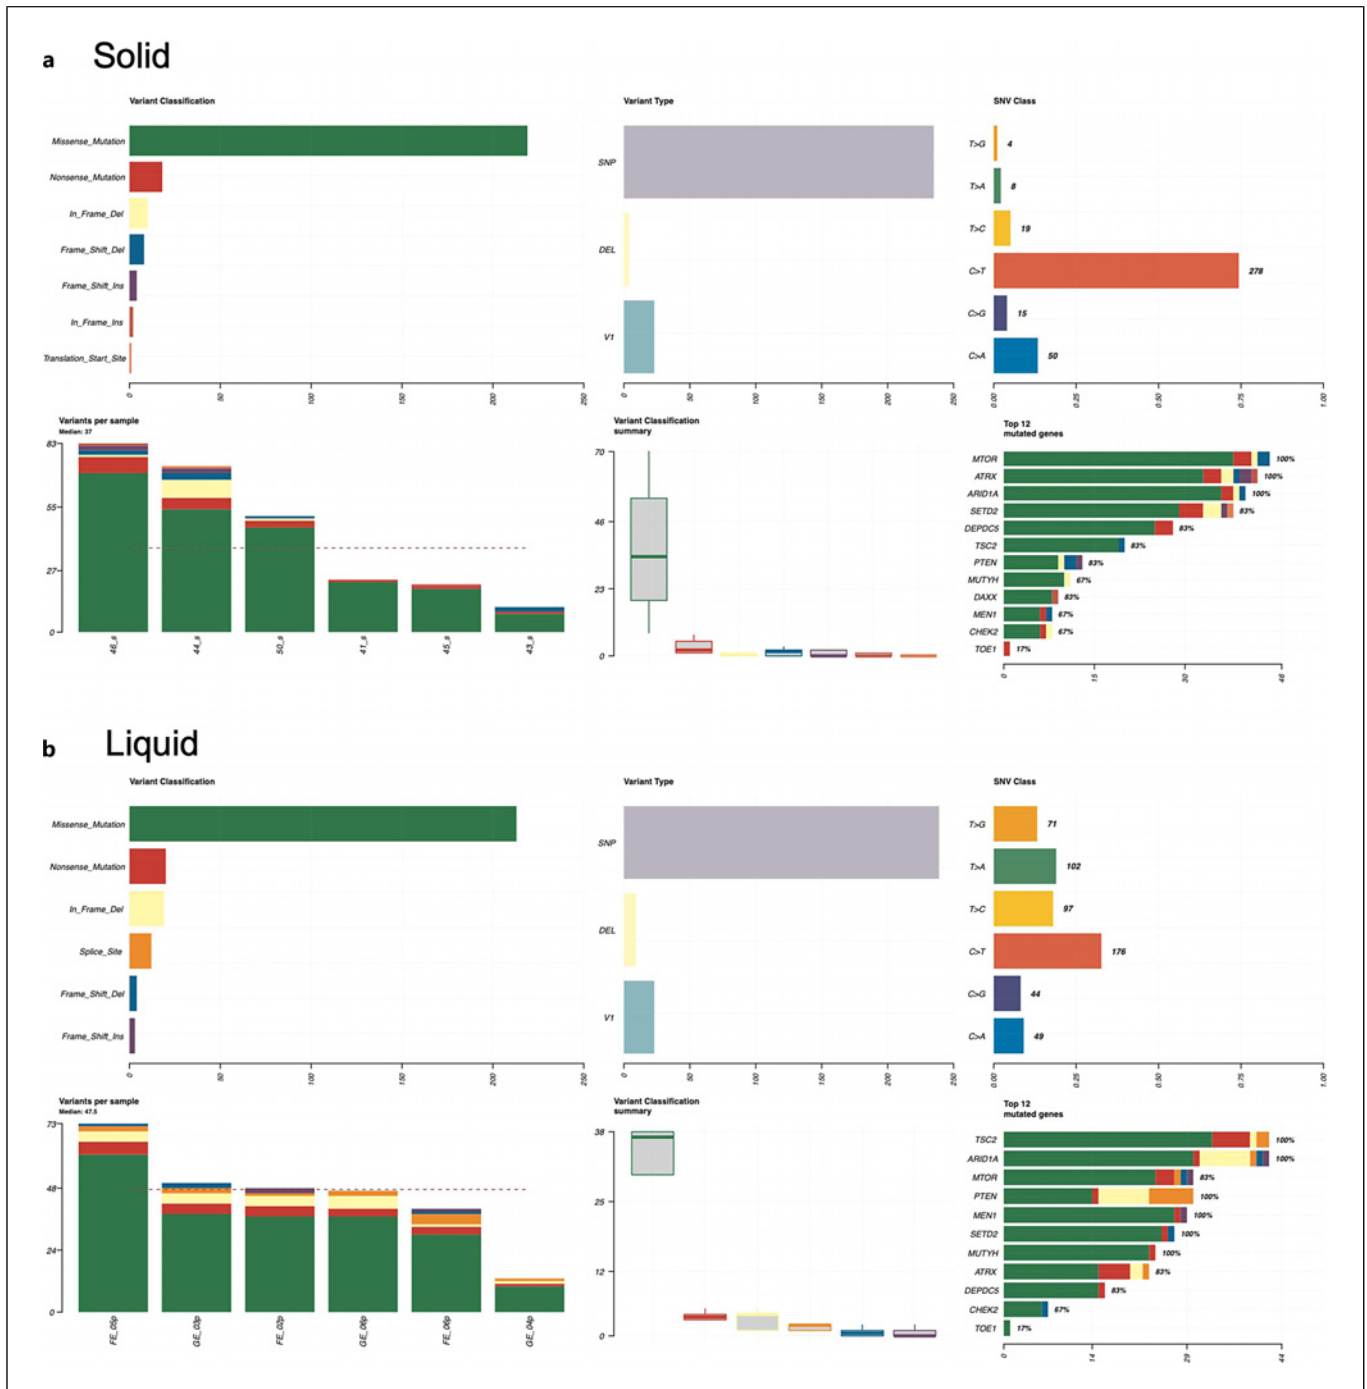 a Solid
Variant Classification
Missense_Mutation
Nonsense_Mutation
In_Frame_Del
Frame_Shift_Del
Frame_Shift_Ins
In_Frame_Ins
Translation_Start_Site
0 50 100 150 200 250
Variant Type
SNP
DEL
V1
0 50 100 150 200 250
SNV Class
T>G 4
T>A 8
T>C 19
C>T 278
C>G 15
C>A 50
0.00 0.25 0.50 0.75 1.00
Variants per sample
Median: 37
83
55
27
0
46_s 44_s 50_s 41_s 45_s 43_s
Variant Classification
summary
70
46
23
0
Top 12
mutated genes
MTOR 100%
ATRX 100%
ARID1A 100%
SETD2 83%
DEPDC5 83%
TSC2 83%
PTEN 83%
MUTYH 67%
DAXX 83%
MEN1 67%
CHEK2 67%
TOE1 17%
0 15 30 46
b Liquid
Variant Classification
Missense_Mutation
Nonsense_Mutation
In_Frame_Del
Splice_Site
Frame_Shift_Del
Frame_Shift_Ins
0 50 100 150 200 250
Variant Type
SNP
DEL
V1
0 50 100 150 200 250
SNV Class
T>G 71
T>A 102
T>C 97
C>T 176
C>G 44
C>A 49
0.00 0.25 0.50 0.75 1.00
Variants per sample
Median: 47.5
73
48
24
0
FE_05p GE_03p FE_02p GE_06p FE_06p GE_04p
Variant Classification
summary
38
25
12
0
Top 12
mutated genes
TSC2 100%
ARID1A 100%
MTOR 83%
PTEN 100%
MEN1 100%
SETD2 100%
MUTYH 100%
ATRX 83%
DEPDC5 83%
CHEK2 67%
TOE1 17%
0 14 29 44